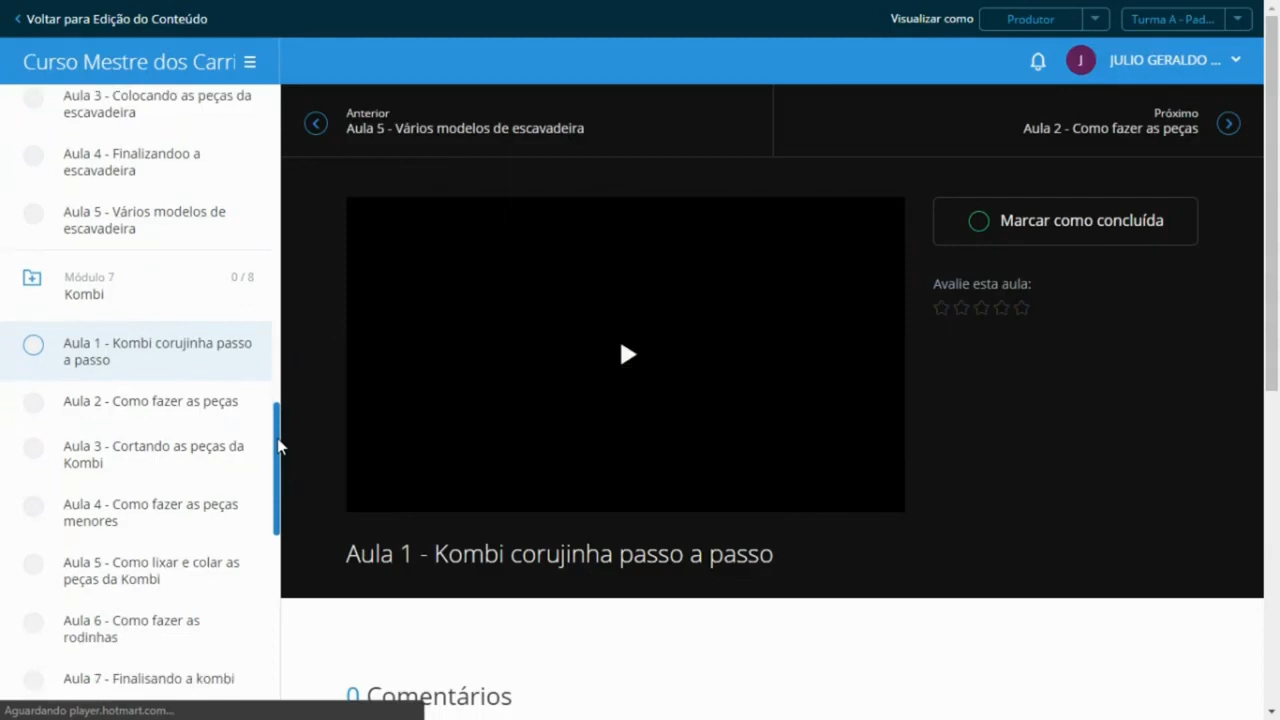 Voltar para Edição do Conteúdo
Visualizar como
Produtor
Turma A - Pad...
Curso Mestre dos Carri
J
JULIO GERALDO ...
Aula 3 - Colocando as peças da
escavadeira
Aula 4 - Finalizandoo a
escavadeira
Aula 5 - Vários modelos de
escavadeira
Módulo 7
0 / 8
Kombi
Aula 1 - Kombi corujinha passo
a passo
Aula 2 - Como fazer as peças
Aula 3 - Cortando as peças da
Kombi
Aula 4 - Como fazer as peças
menores
Aula 5 - Como lixar e colar as
peças da Kombi
Aula 6 - Como fazer as
rodinhas
Aula 7 - Finalisando a kombi
Anterior
Aula 5 - Vários modelos de escavadeira
Próximo
Aula 2 - Como fazer as peças
Marcar como concluída
Avalie esta aula:
Aula 1 - Kombi corujinha passo a passo
0 Comentários
Aguardando player.hotmart.com...